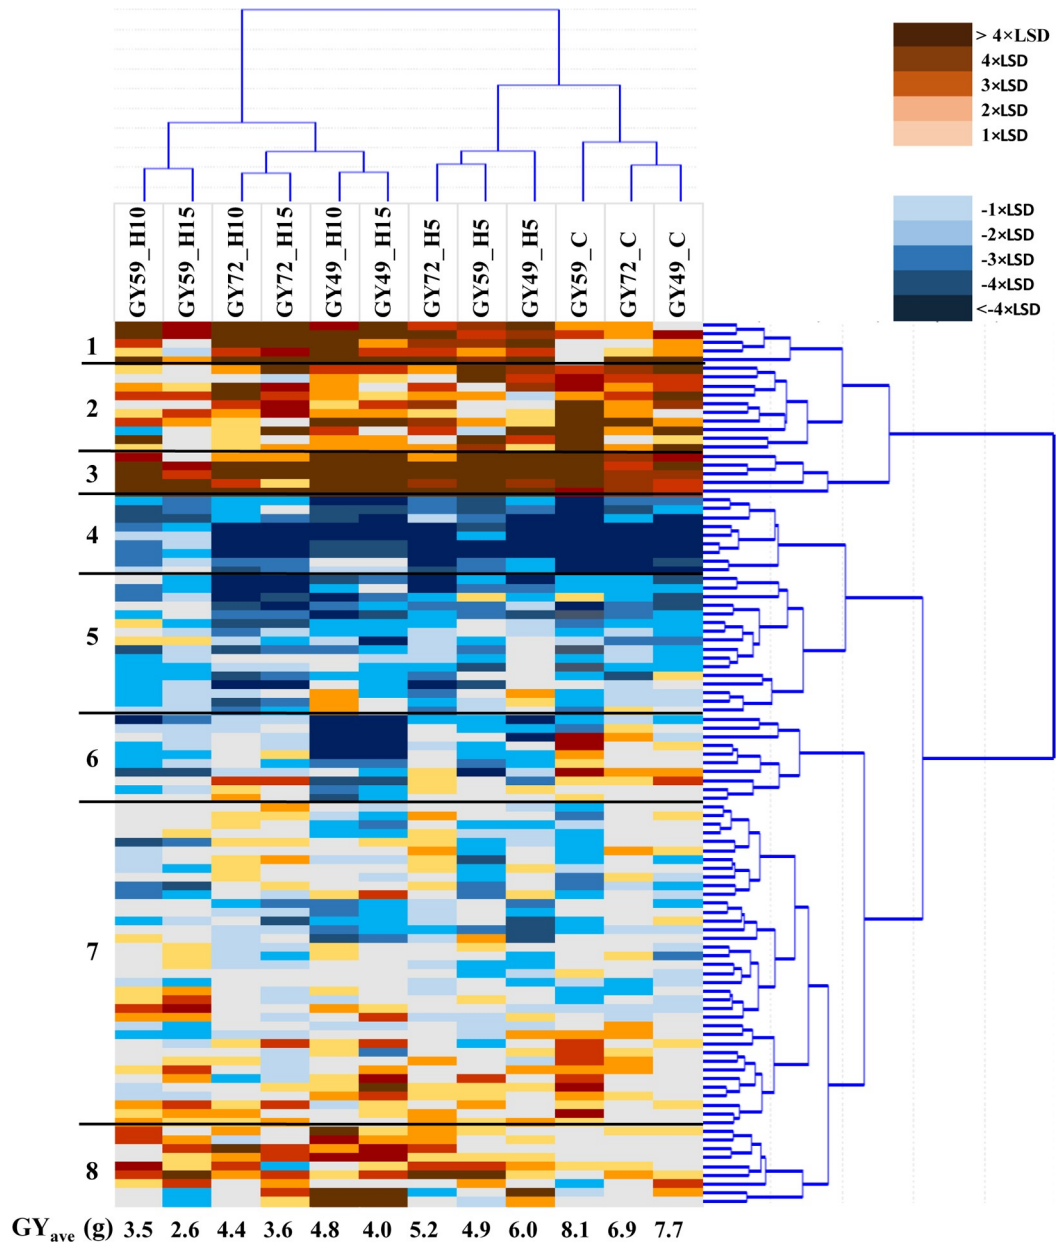 > 4×LSD
4×LSD
3×LSD
2×LSD
1×LSD
-1×LSD
-2×LSD
-3×LSD
-4×LSD
<-4×LSD
GY59_H10
GY59_H15
GY72_H10
GY72_H15
GY49_H10
GY49_H15
GY72_H5
GY59_H5
GY49_H5
GY59_C
GY72_C
GY49_C
1
2
3
4
5
6
7
8
GYave (g) 3.5 2.6 4.4 3.6 4.8 4.0 5.2 4.9 6.0 8.1 6.9 7.7